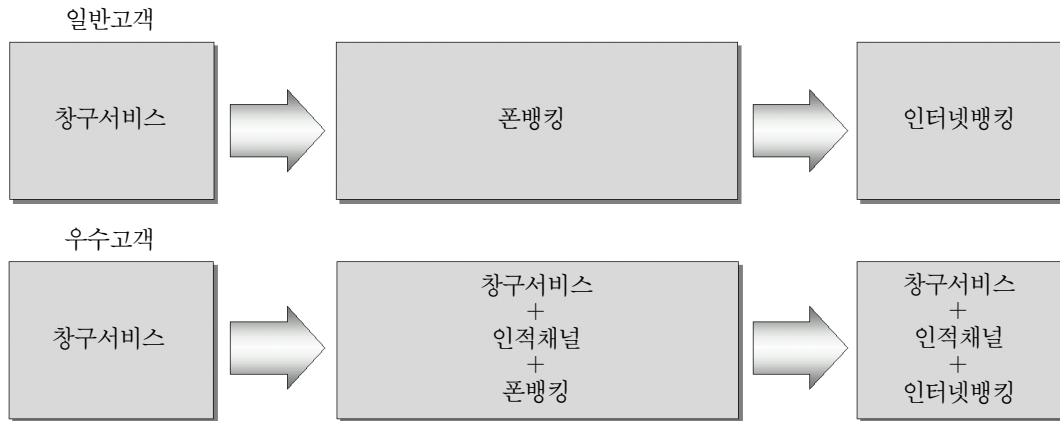 일반고객
창구서비스
폰뱅킹
인터넷뱅킹
우수고객
창구서비스
창구서비스
+
인적채널
+
폰뱅킹
창구서비스
+
인적채널
+
인터넷뱅킹